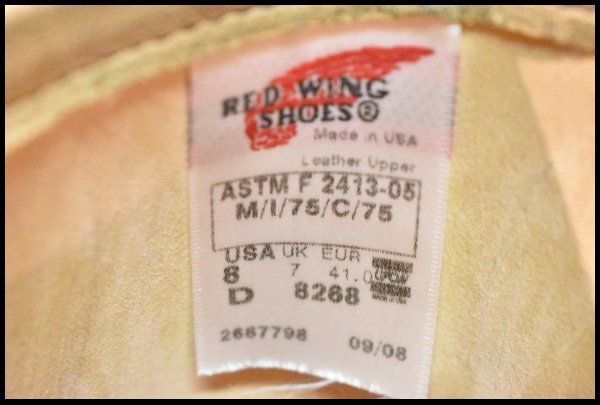 RED WING
SHOES®
Made in USA
Leather Upper
ASTM F 2413-05
M/I/75/C/75
USA UK EUR
8 7 41.0
D 8268
2667798 09/08